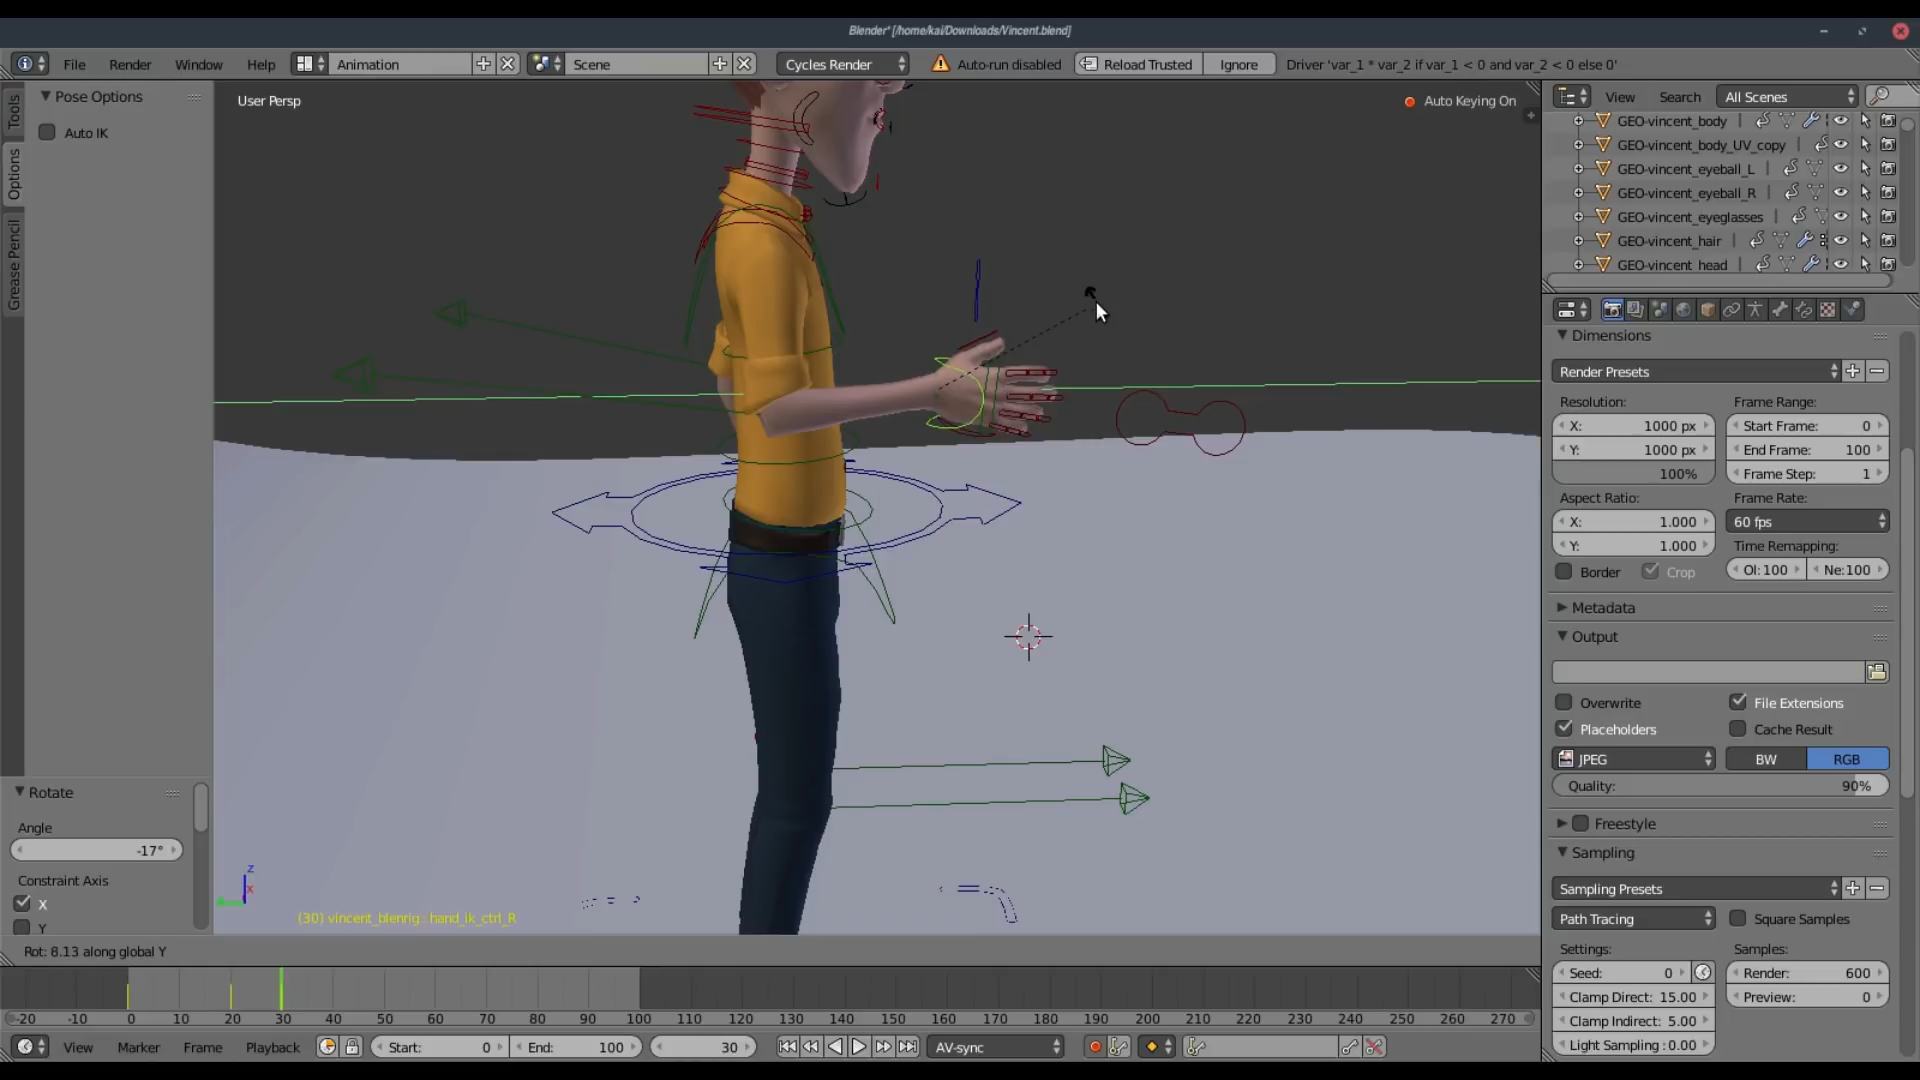 Blender* [/home/kai/Downloads/Vincent.blend]
File Render Window Help Animation Scene Cycles Render Auto-run disabled Reload Trusted Ignore Driver 'var_1 * var_2 if var_1 < 0 and var_2 < 0 else 0'
Tools
Options
Grease Pencil
Pose Options
Auto IK
User Persp
Auto Keying On
View Search All Scenes
GEO-vincent_body
GEO-vincent_body_UV_copy
GEO-vincent_eyeball_L
GEO-vincent_eyeball_R
GEO-vincent_eyeglasses
GEO-vincent_hair
GEO-vincent_head
Dimensions
Render Presets
Resolution: Frame Range:
X: 1000 px Start Frame: 0
Y: 1000 px End Frame: 100
100% Frame Step: 1
Aspect Ratio: Frame Rate:
X: 1.000 60 fps
Y: 1.000 Time Remapping:
Border Crop Ol: 100 Ne:100
Metadata
Output
Overwrite File Extensions
Placeholders Cache Result
JPEG BW RGB
Quality: 90%
Freestyle
Sampling
Sampling Presets
Path Tracing Square Samples
Settings: Samples:
Seed: 0 Render: 600
Clamp Direct: 15.00 Preview: 0
Clamp Indirect: 5.00
Light Sampling : 0.00
Rotate
Angle
-17°
Constraint Axis
X
Y
z
x
(30) vincent_blenrig : hand_ik_ctrl_R
Rot: 8.13 along global Y
-20 -10 0 10 20 30 40 50 60 70 80 90 100 110 120 130 140 150 160 170 180 190 200 210 220 230 240 250 260 270
View Marker Frame Playback Start: 0 End: 100 30 AV-sync